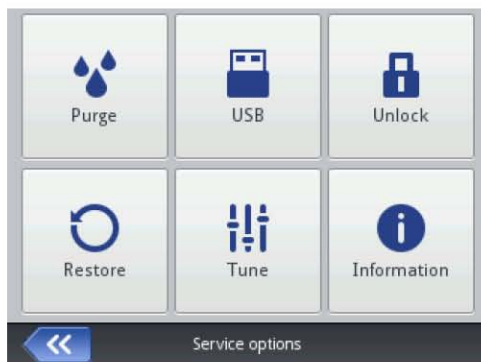 Purge
USB
Unlock
Restore
Tune
Information
Service options